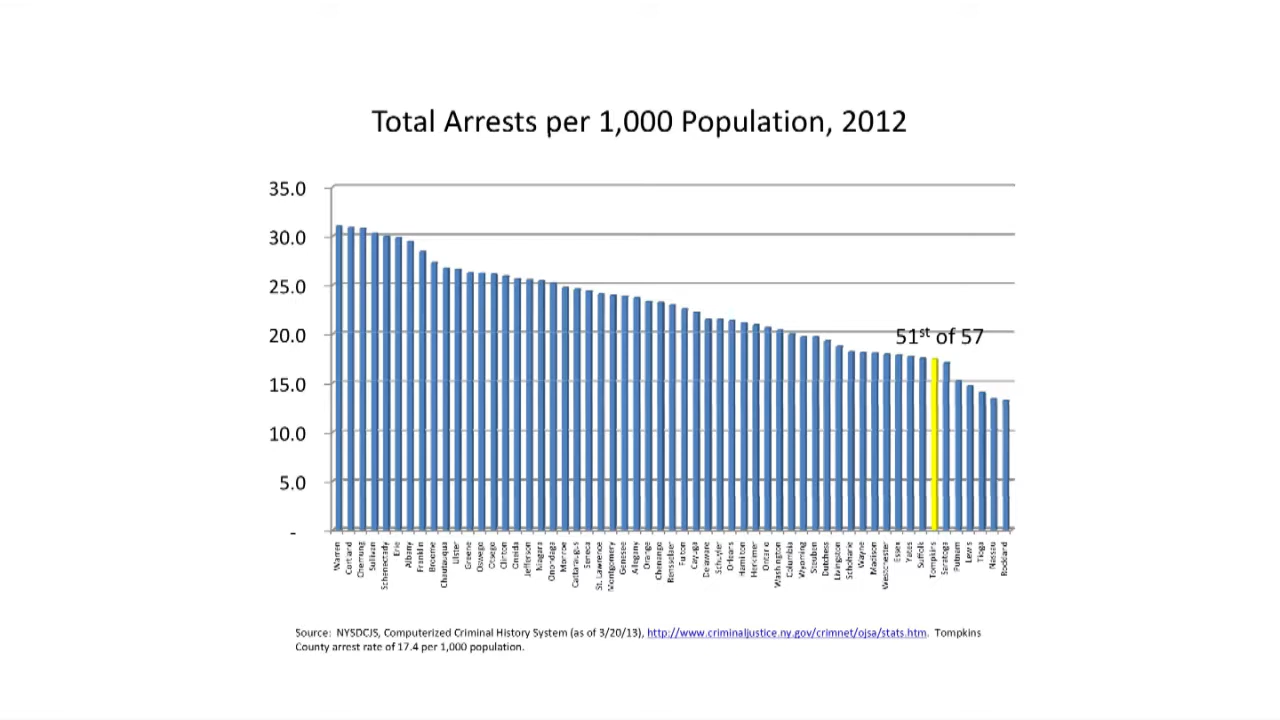 Total Arrests per 1,000 Population, 2012
35.0
30.0
25.0
20.0
15.0
10.0
5.0
-
51st of 57
Warren
Cortland
Chemung
Sullivan
Schenectady
Erie
Albany
Franklin
Broome
Chautauqua
Ulster
Greene
Oswego
Otsego
Clinton
Oneida
Jefferson
Niagara
Onondaga
Monroe
Cattaraugus
Seneca
St. Lawrence
Montgomery
Genesee
Allegany
Orange
Chenango
Rensselaer
Fulton
Cayuga
Delaware
Schuyler
Orleans
Hamilton
Herkimer
Ontario
Washington
Columbia
Wyoming
Steuben
Dutchess
Livingston
Schoharie
Wayne
Madison
Westchester
Essex
Yates
Suffolk
Tompkins
Saratoga
Putnam
Lewis
Tioga
Nassau
Rockland
Source: NYSDCJS, Computerized Criminal History System (as of 3/20/13), http://www.criminaljustice.ny.gov/crimnet/ojsa/stats.htm. Tompkins
County arrest rate of 17.4 per 1,000 population.